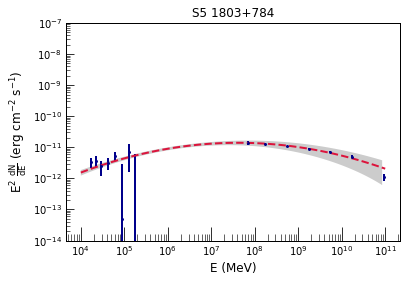 S5 1803+784
E² dN/dE (erg cm⁻² s⁻¹)
10⁻⁷
10⁻⁸
10⁻⁹
10⁻¹⁰
10⁻¹¹
10⁻¹²
10⁻¹³
10⁻¹⁴
10⁴ 10⁵ 10⁶ 10⁷ 10⁸ 10⁹ 10¹⁰ 10¹¹
E (MeV)